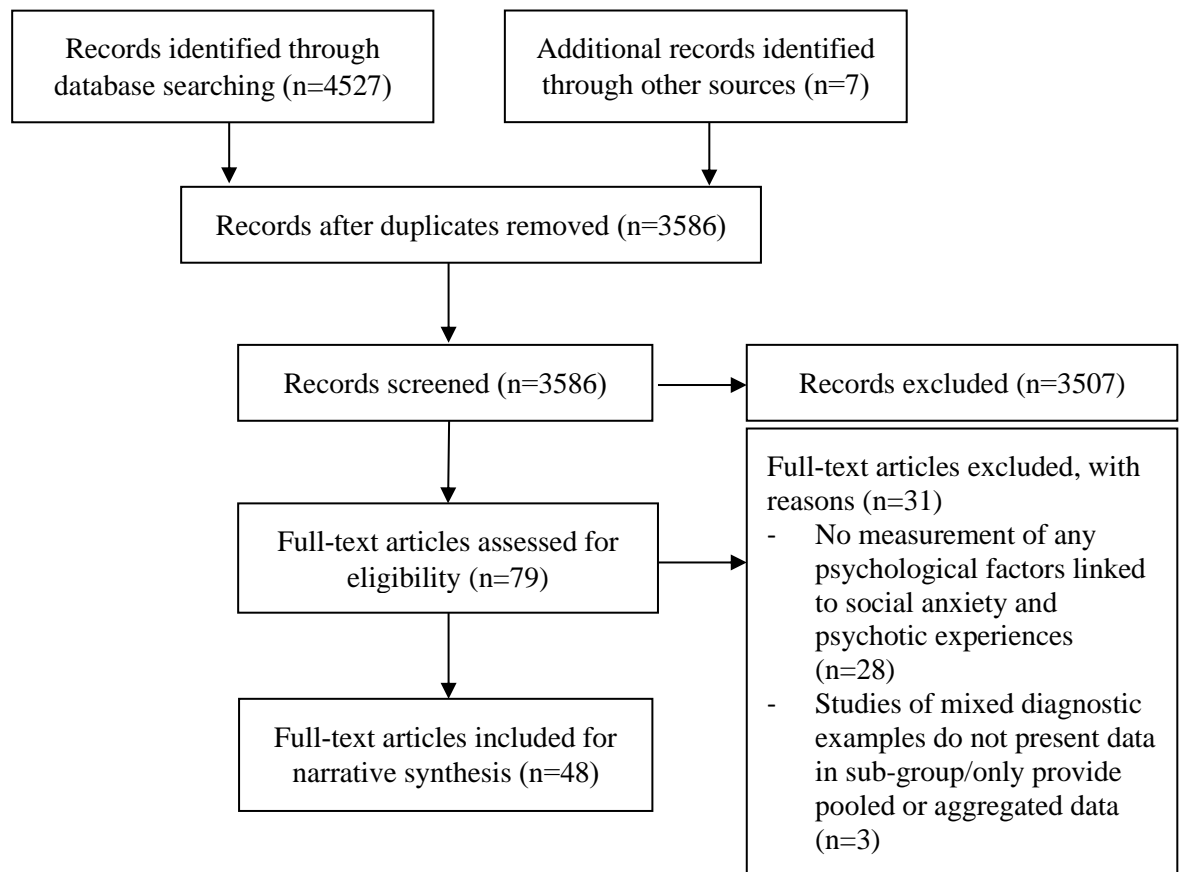 Records identified through
database searching (n=4527)
Additional records identified
through other sources (n=7)
Records after duplicates removed (n=3586)
Records screened (n=3586)
Records excluded (n=3507)
Full-text articles assessed for
eligibility (n=79)
Full-text articles excluded, with
reasons (n=31)
- No measurement of any
psychological factors linked
to social anxiety and
psychotic experiences
(n=28)
- Studies of mixed diagnostic
examples do not present data
in sub-group/only provide
pooled or aggregated data
(n=3)
Full-text articles included for
narrative synthesis (n=48)